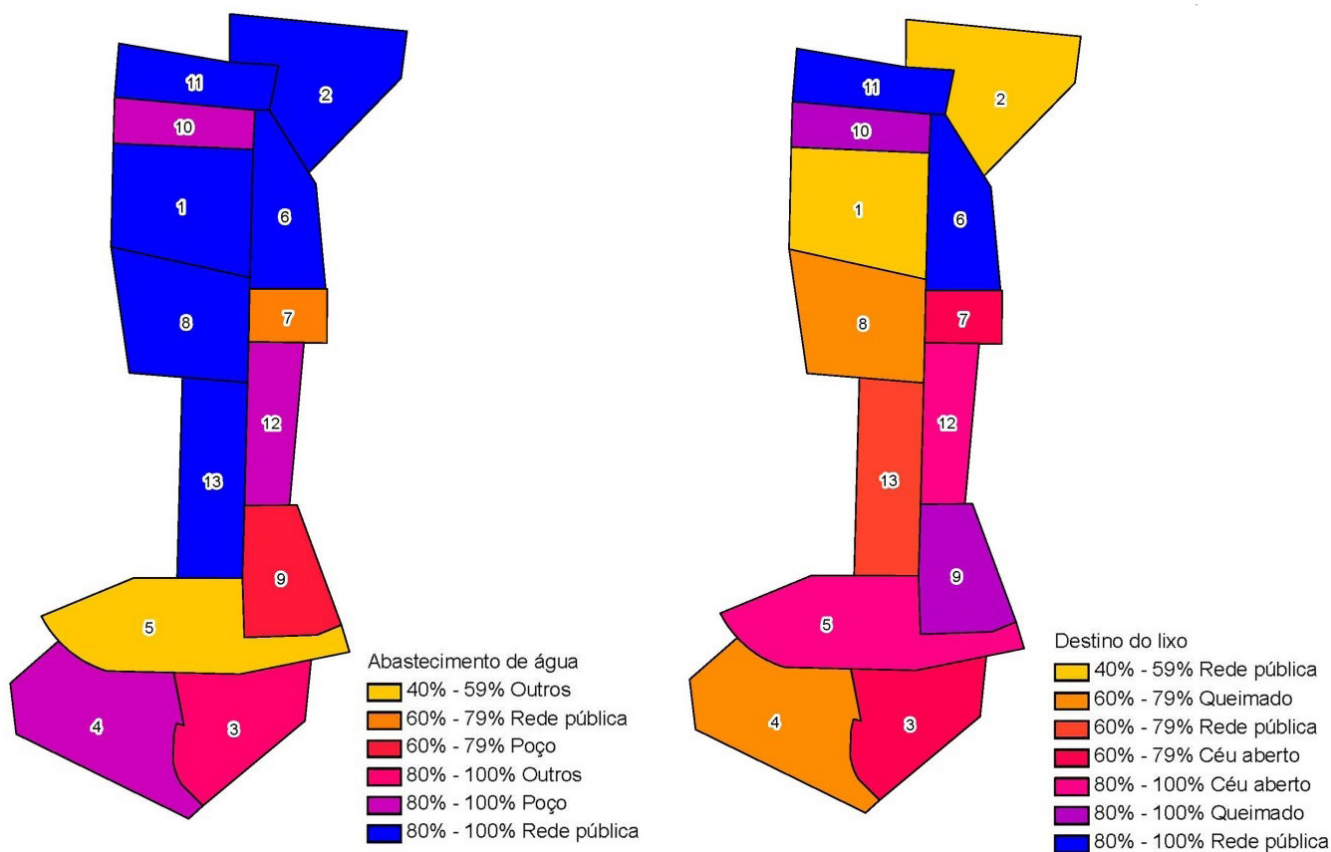 11
2
10
1
6
8
7
12
13
9
5
4
3
Abastecimento de água
40% - 59% Outros
60% - 79% Rede pública
60% - 79% Poço
80% - 100% Outros
80% - 100% Poço
80% - 100% Rede pública
11
2
10
1
6
8
7
12
13
9
5
4
3
Destino do lixo
40% - 59% Rede pública
60% - 79% Queimado
60% - 79% Rede pública
60% - 79% Céu aberto
80% - 100% Céu aberto
80% - 100% Queimado
80% - 100% Rede pública